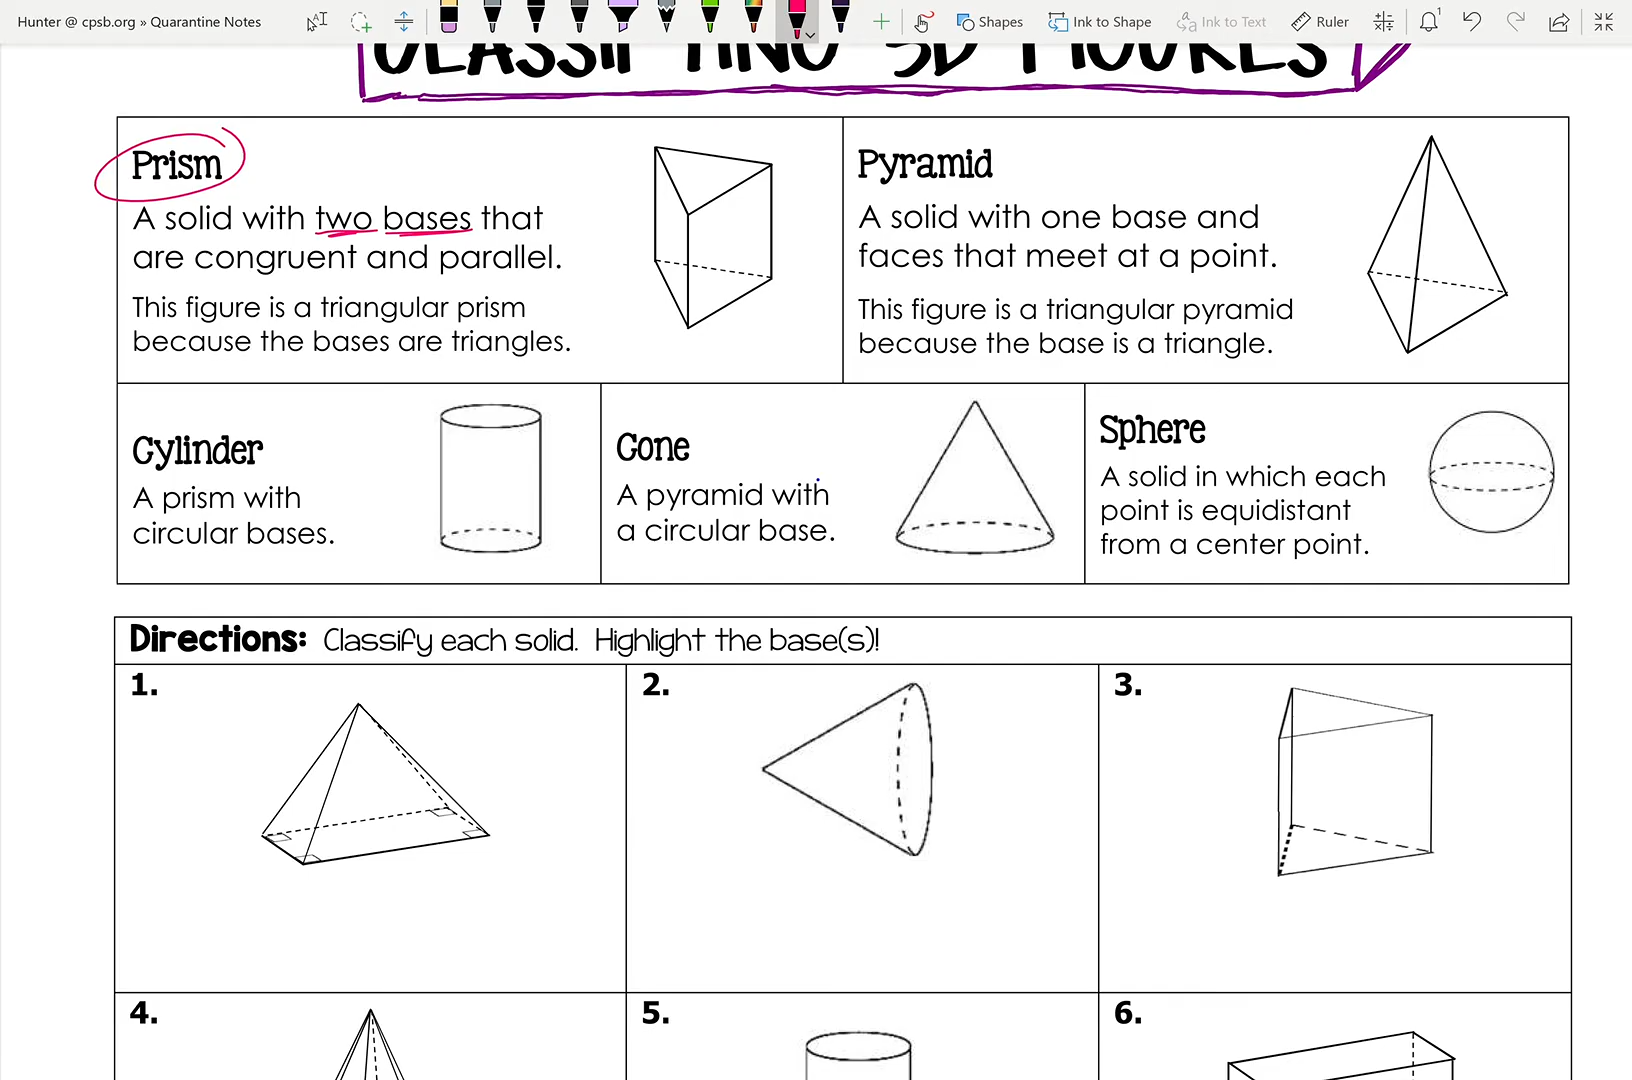 Hunter @ cpsb.org » Quarantine Notes
Shapes
Ink to Shape
Ink to Text
Ruler
1
CLASSIFYING 3D FIGURES
Prism
A solid with two bases that
are congruent and parallel.
This figure is a triangular prism
because the bases are triangles.
Pyramid
A solid with one base and
faces that meet at a point.
This figure is a triangular pyramid
because the base is a triangle.
Cylinder
A prism with
circular bases.
Cone
A pyramid with
a circular base.
Sphere
A solid in which each
point is equidistant
from a center point.
Directions: Classify each solid. Highlight the base(s)!
1.
2.
3.
4.
5.
6.